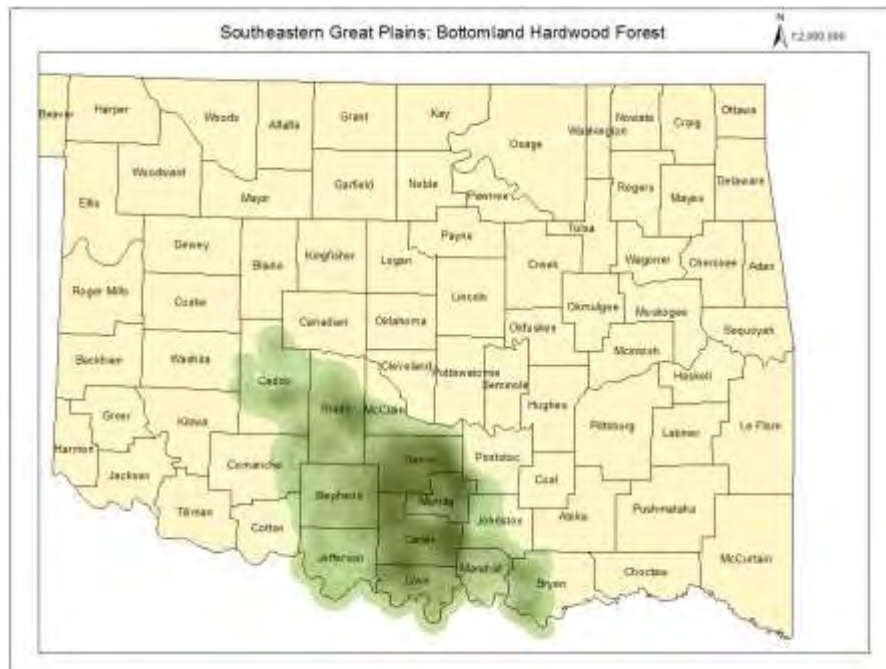 Southeastern Great Plains: Bottomland Hardwood Forest
N
1:2,000,000
Beaver
Harper
Woods
Alfalfa
Grant
Kay
Osage
Washington
Nowata
Craig
Ottawa
Ellis
Woodward
Major
Garfield
Noble
Pawnee
Rogers
Mayes
Delaware
Dewey
Blaine
Kingfisher
Logan
Payne
Creek
Tulsa
Wagoner
Cherokee
Adair
Roger Mills
Custer
Canadian
Oklahoma
Lincoln
Okfuskee
Okmulgee
Muskogee
Sequoyah
Beckham
Washita
Caddo
Grady
McClain
Cleveland
Pottawatomie
Seminole
Hughes
McIntosh
Haskell
Greer
Kiowa
Harmon
Jackson
Comanche
Stephens
Garvin
Pontotoc
Coal
Pittsburg
Latimer
Le Flore
Tillman
Cotton
Jefferson
Murray
Carter
Johnston
Atoka
Pushmataha
Love
Marshall
Bryan
Choctaw
McCurtain